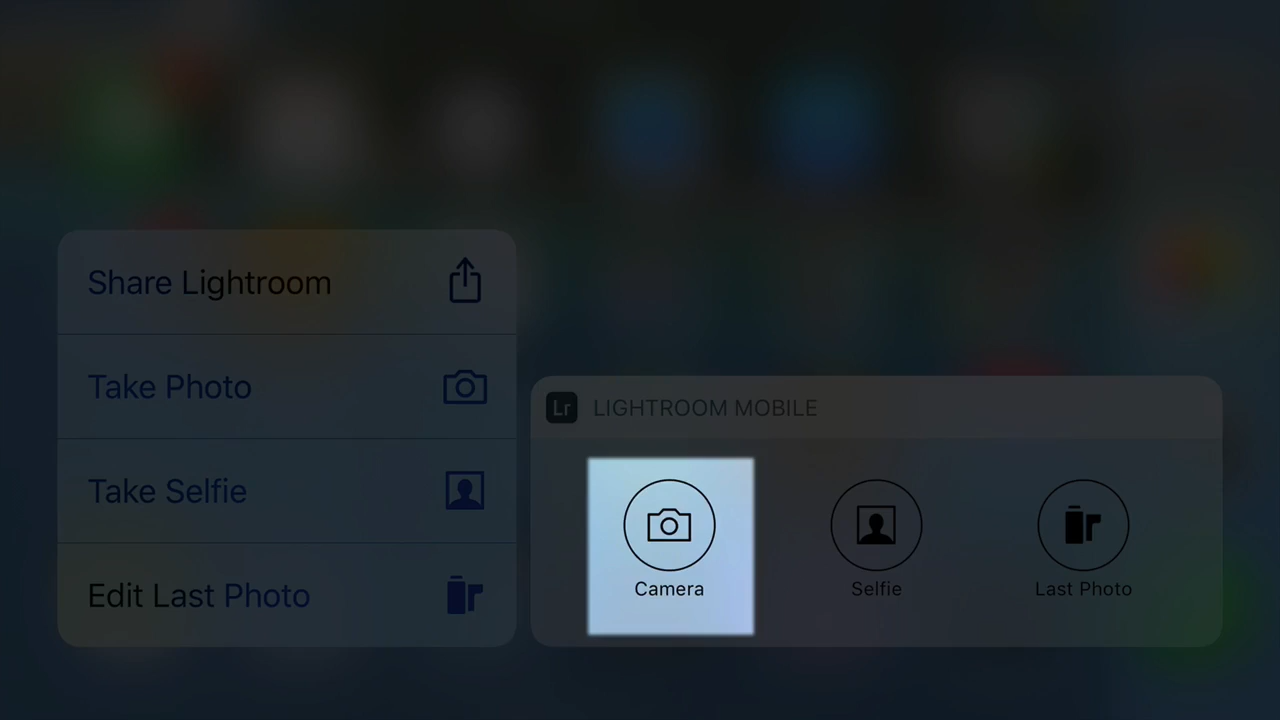 Share Lightroom
Take Photo
Take Selfie
Edit Last Photo
Lr LIGHTROOM MOBILE
Camera
Selfie
Last Photo